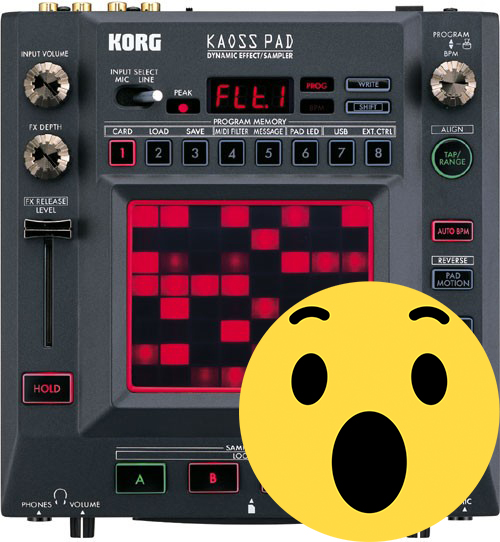 KORG
KAOSS PAD
DYNAMIC EFFECT/SAMPLER
INPUT VOLUME
INPUT SELECT
MIC LINE
PEAK
FLt.1
PROG
BPM
WRITE
SHIFT
PROGRAM
BPM
PROGRAM MEMORY
CARD LOAD SAVE MIDI FILTER MESSAGE PAD LED USB EXT.CTRL
1 2 3 4 5 6 7 8
FX DEPTH
ALIGN
TAP/
RANGE
FX RELEASE
LEVEL
AUTO BPM
REVERSE
PAD
MOTION
HOLD
A B
PHONES VOLUME